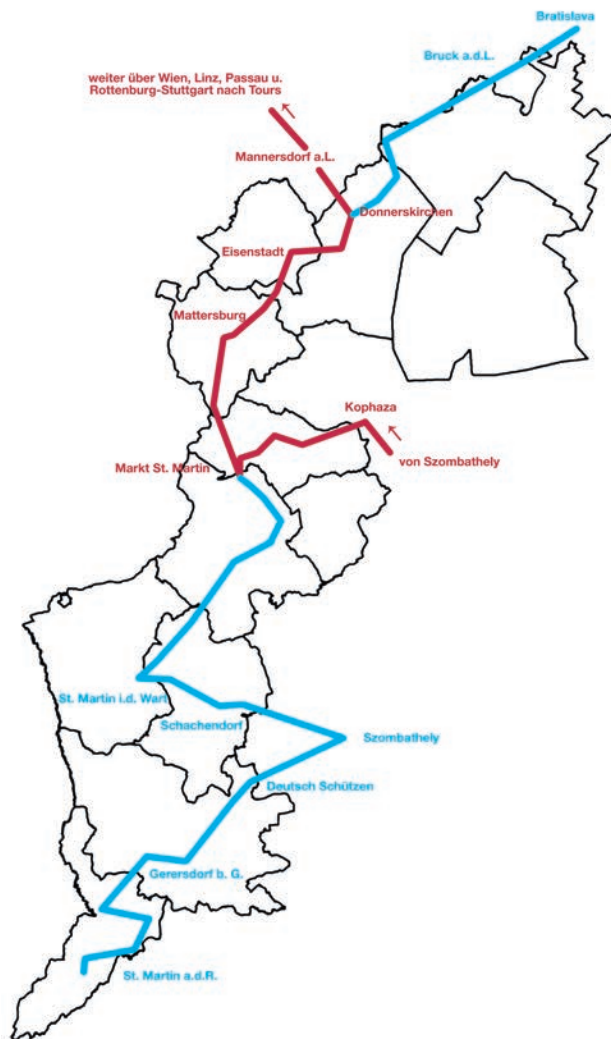 Bratislava
Bruck a.d.L.
weiter über Wien, Linz, Passau u.
Rottenburg-Stuttgart nach Tours
Mannersdorf a.L.
Donnerskirchen
Eisenstadt
Mattersburg
Kophaza
Markt St. Martin
von Szombathely
St. Martin i.d. Wart
Schachendorf
Szombathely
Deutsch Schützen
Gerersdorf b. G.
St. Martin a.d.R.